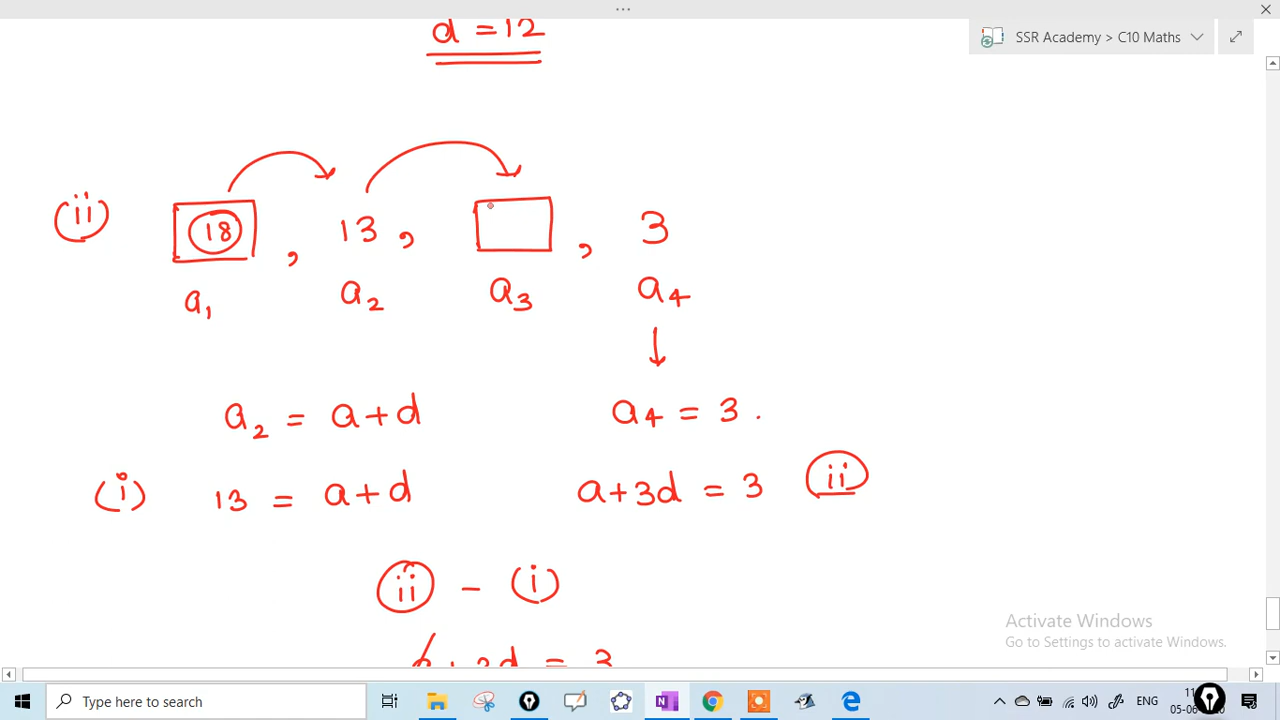 d = 12
SSR Academy > C10 Maths
(ii) 18 , 13 , , 3
a1 a2 a3 a4
a2 = a+d a4 = 3.
(i) 13 = a+d a+3d = 3 ii
ii - (i)
Activate Windows
Go to Settings to activate Windows.
Type here to search
ENG